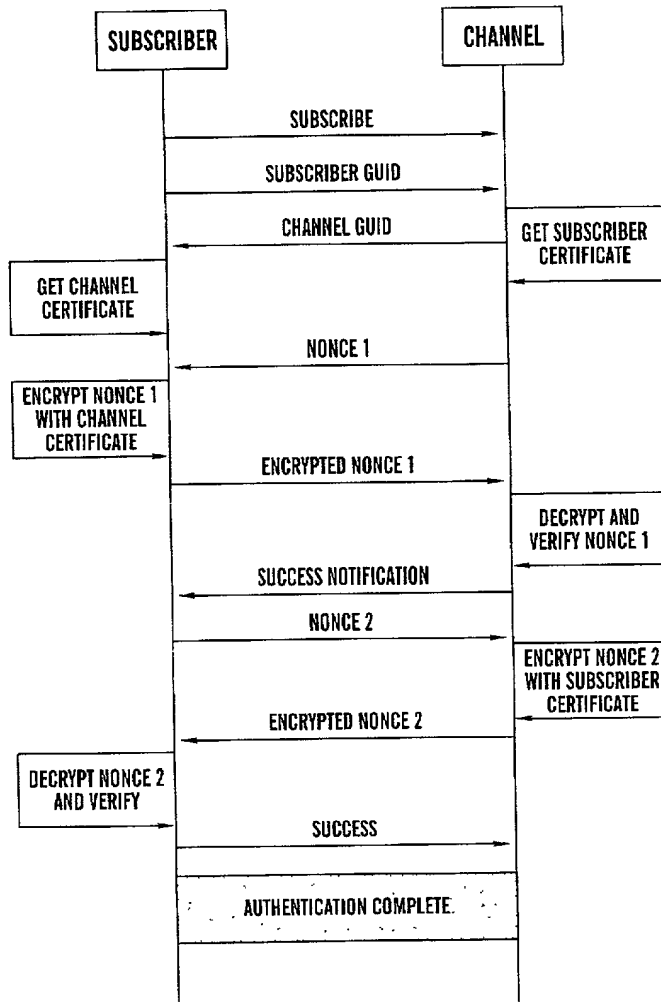 SUBSCRIBER
CHANNEL
SUBSCRIBE
SUBSCRIBER GUID
CHANNEL GUID
GET SUBSCRIBER
CERTIFICATE
GET CHANNEL
CERTIFICATE
NONCE 1
ENCRYPT NONCE 1
WITH CHANNEL
CERTIFICATE
ENCRYPTED NONCE 1
DECRYPT AND
VERIFY NONCE 1
SUCCESS NOTIFICATION
NONCE 2
ENCRYPT NONCE 2
WITH SUBSCRIBER
CERTIFICATE
ENCRYPTED NONCE 2
DECRYPT NONCE 2
AND VERIFY
SUCCESS
AUTHENTICATION COMPLETE.